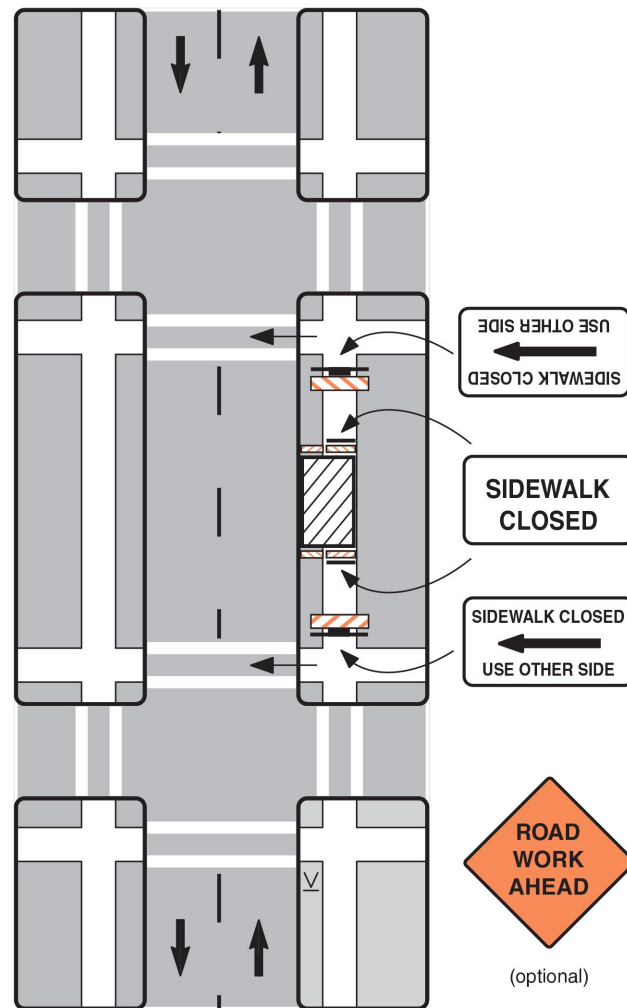 USE OTHER SIDE
SIDEWALK CLOSED
SIDEWALK
CLOSED
SIDEWALK CLOSED
USE OTHER SIDE
ROAD
WORK
AHEAD
(optional)